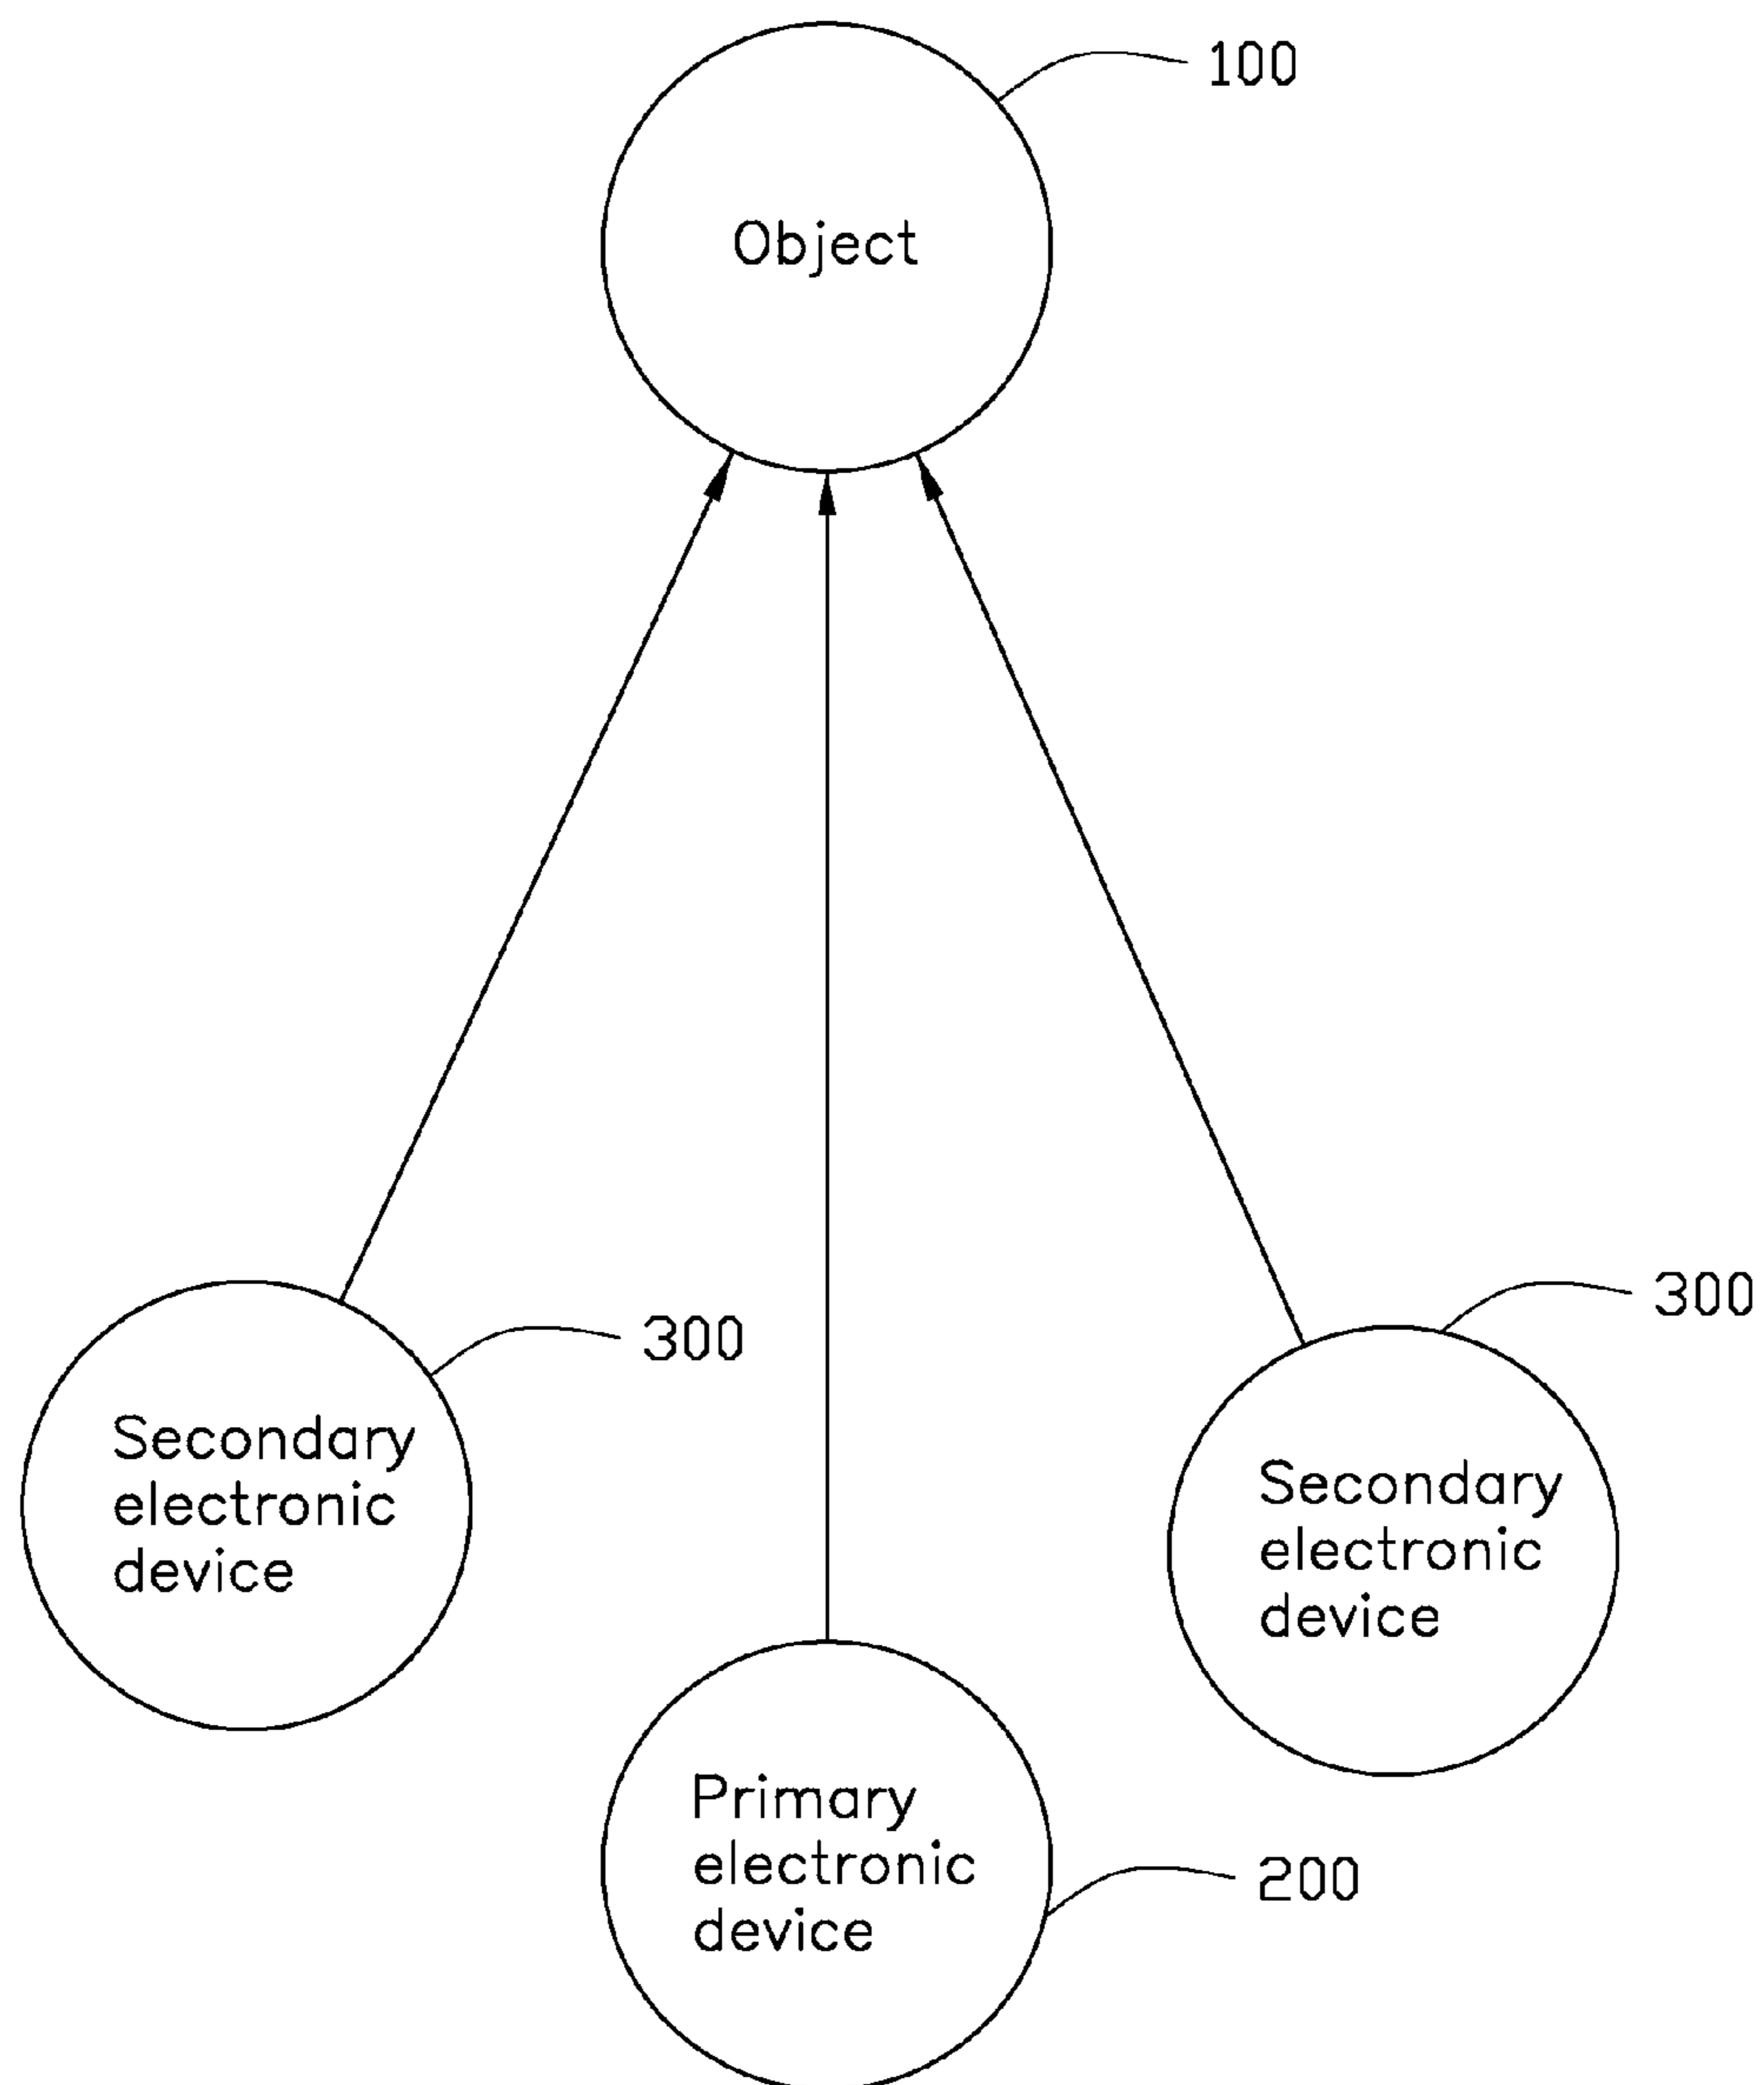 100
Object
300
300
Secondary
electronic
device
Secondary
electronic
device
Primary
electronic
device
200